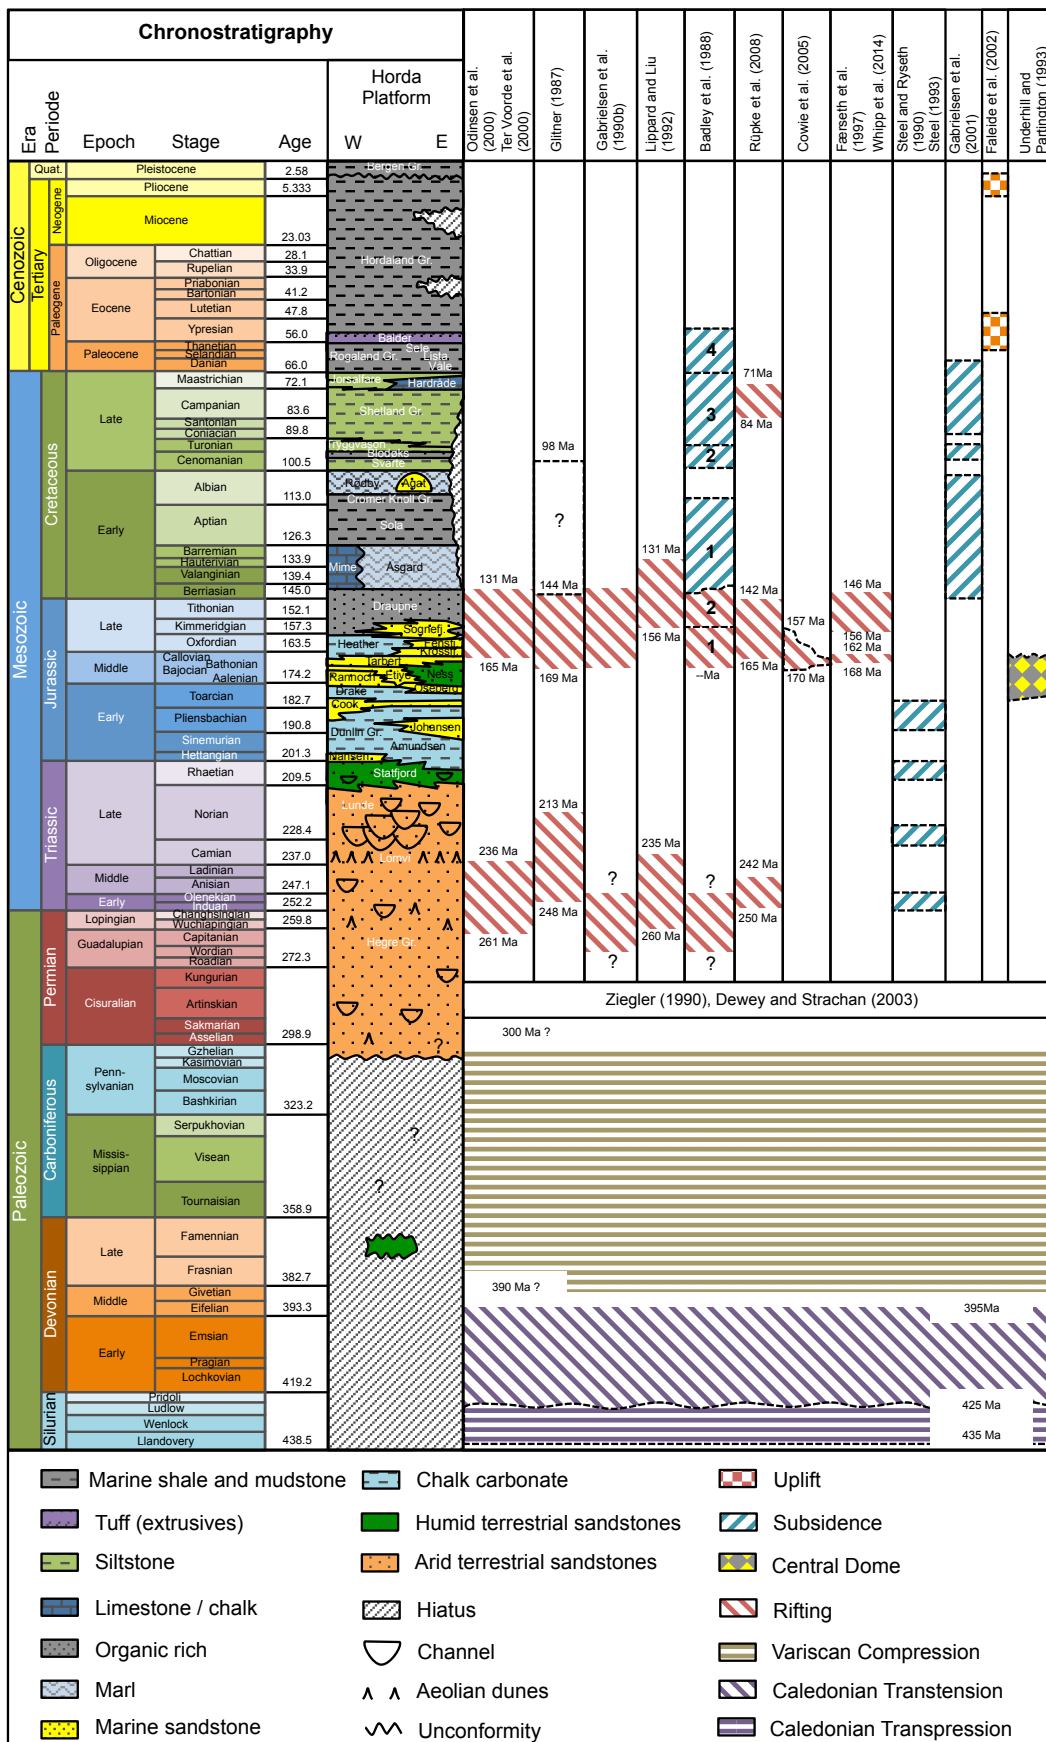 Chronostratigraphy
Era
Periode
Epoch
Stage
Age
Horda
Platform
W
E
Odinsen et al.
(2000)
Ter Voorde et al.
(2000)
Giltner (1987)
Gabrielsen et al.
(1990b)
Lippard and Liu
(1992)
Badley et al. (1988)
Rüpke et al. (2008)
Cowie et al. (2005)
Færseth et al.
(1997)
Whipp et al. (2014)
Steel and Ryseth
(1990)
Steel (1993)
Gabrielsen et al.
(2001)
Faleide et al. (2002)
Underhill and
Partington (1993)
Cenozoic
Tertiary
Quat.
Neogene
Paleogene
Pleistocene
2.58
Pliocene
5.333
Miocene
23.03
Oligocene
Chattian
28.1
Rupelian
33.9
Eocene
Priabonian
Bartonian
41.2
Lutetian
47.8
Ypresian
56.0
Paleocene
Thanetian
Selandian
Danian
66.0
Mesozoic
Cretaceous
Late
Maastrichian
72.1
Campanian
83.6
Santonian
Coniacian
89.8
Turonian
Cenomanian
100.5
Early
Albian
113.0
Aptian
126.3
Barremian
Hauterivian
133.9
Valanginian
139.4
Berriasian
145.0
Jurassic
Late
Tithonian
152.1
Kimmeridgian
157.3
Oxfordian
163.5
Middle
Callovian
Bathonian
Bajocian
Aalenian
174.2
Early
Toarcian
182.7
Pliensbachian
190.8
Sinemurian
Hettangian
201.3
Triassic
Late
Rhaetian
209.5
Norian
228.4
Carnian
237.0
Middle
Ladinian
Anisian
247.1
Early
Olenekian
Induan
252.2
Paleozoic
Permian
Lopingian
Changhsingian
Wuchiapingian
259.8
Guadalupian
Capitanian
Wordian
Roadian
272.3
Cisuralian
Kungurian
Artinskian
Sakmarian
Asselian
298.9
Carboniferous
Penn-
sylvanian
Gzhelian
Kasimovian
Moscovian
Bashkirian
323.2
Missis-
sippian
Serpukhovian
Visean
Tournaisian
358.9
Devonian
Late
Famennian
Frasnian
382.7
Middle
Givetian
Eifelian
393.3
Early
Emsian
Pragian
Lochkovian
419.2
Silurian
Pridoli
Ludlow
Wenlock
Llandovery
438.5
Bergen Gr.
Hordaland Gr.
Balder
Sele
Rogaland Gr.
Lista
Våle
Jorsalfare
Hardråde
Shetland Gr.
Tryggvason
Blodøks
Svarte
Rødby
Agat
Cromer Knoll Gr.
Sola
Mime
Åsgard
Draupne
Sognefj.
Heather
Fensfj.
Krossfj.
Tarbert
Rannoch
Etive
Ness
Oseberg
Drake
Cook
Johansen
Dunlin Gr.
Amundsen
Nansen
Statfjord
Lunde
Lomvi
Hegre Gr.
?
?
?
131 Ma
165 Ma
236 Ma
261 Ma
98 Ma
?
144 Ma
169 Ma
213 Ma
248 Ma
?
?
131 Ma
156 Ma
235 Ma
260 Ma
4
3
2
1
2
1
--Ma
?
?
71 Ma
84 Ma
142 Ma
165 Ma
242 Ma
250 Ma
157 Ma
170 Ma
146 Ma
156 Ma
162 Ma
168 Ma
Ziegler (1990), Dewey and Strachan (2003)
300 Ma ?
390 Ma ?
395Ma
425 Ma
435 Ma
Marine shale and mudstone
Chalk carbonate
Uplift
Tuff (extrusives)
Humid terrestrial sandstones
Subsidence
Siltstone
Arid terrestrial sandstones
Central Dome
Limestone / chalk
Hiatus
Rifting
Organic rich
Channel
Variscan Compression
Marl
Aeolian dunes
Caledonian Transtension
Marine sandstone
Unconformity
Caledonian Transpression